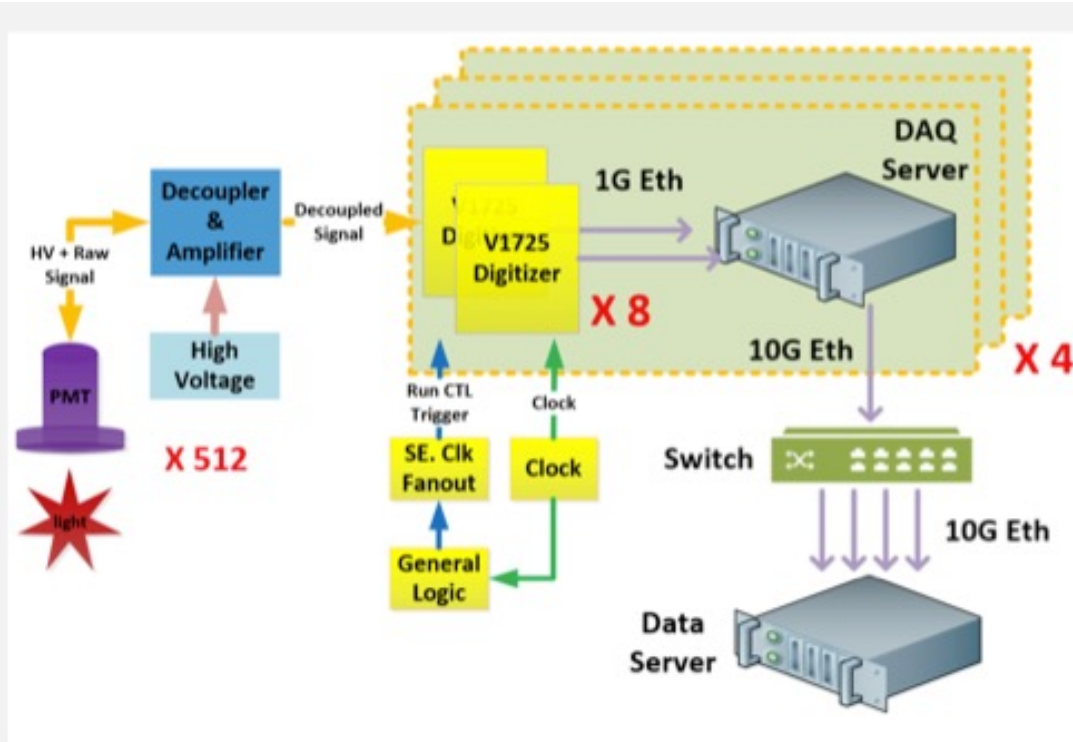 DAQ
Server
1G Eth
Decoupler
&
Amplifier
Decoupled
Signal
V1725
Digitizer
HV + Raw
Signal
X 8
High
Voltage
10G Eth
X 4
PMT
Run CTL
Trigger
Clock
X 512
SE. Clk
Fanout
Clock
Switch
light
General
Logic
10G Eth
Data
Server